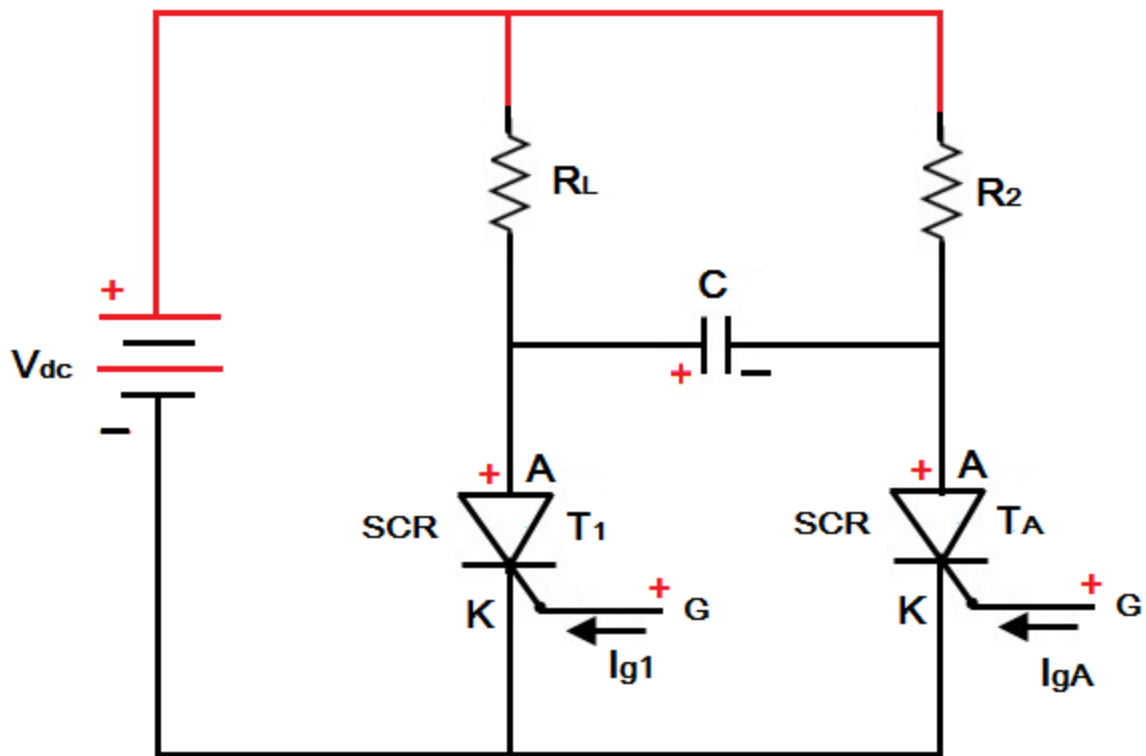 RL
R2
C
+
Vdc
−
+
−
+
A
SCR
T1
K
+
G
Ig1
+
A
SCR
TA
K
+
G
IgA